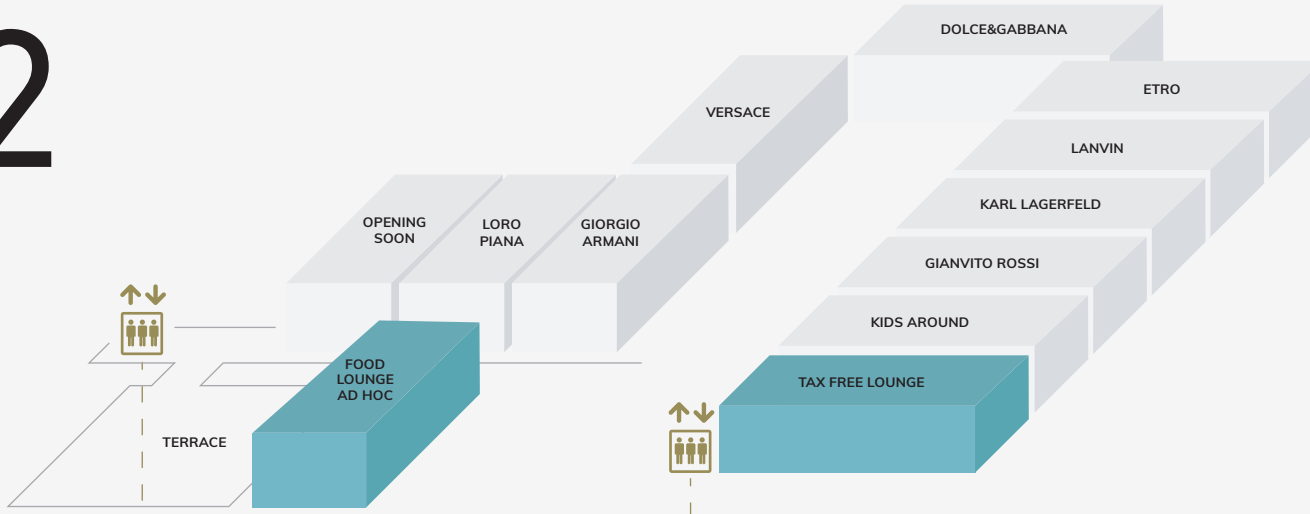 2
DOLCE&GABBANA
ETRO
VERSACE
LANVIN
KARL LAGERFELD
OPENING
SOON
LORO
PIANA
GIORGIO
ARMANI
GIANVITO ROSSI
KIDS AROUND
FOOD
LOUNGE
AD HOC
TAX FREE LOUNGE
TERRACE